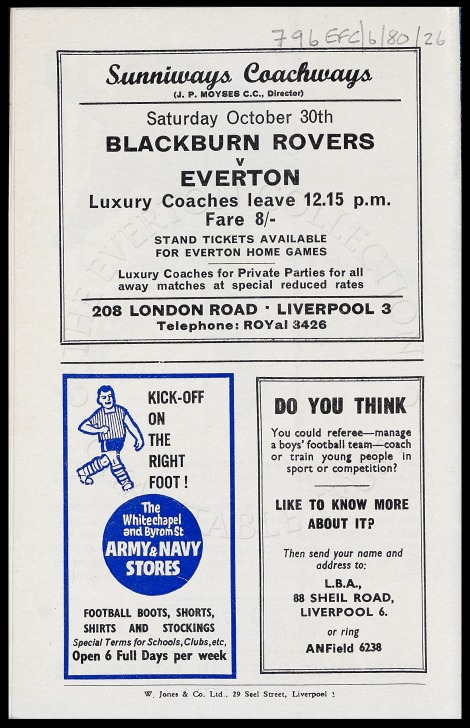 796 EFC/6/80/26
Sunniways Coachways
(J. P. MOYSES C.C., Director)
Saturday October 30th
BLACKBURN ROVERS
v
EVERTON
Luxury Coaches leave 12.15 p.m.
Fare 8/-
STAND TICKETS AVAILABLE
FOR EVERTON HOME GAMES
Luxury Coaches for Private Parties for all
away matches at special reduced rates
208 LONDON ROAD · LIVERPOOL 3
Telephone: ROYal 3426
KICK-OFF
ON
THE
RIGHT
FOOT!
The
Whitechapel
and Byrom St
ARMY & NAVY
STORES
FOOTBALL BOOTS, SHORTS,
SHIRTS AND STOCKINGS
Special Terms for Schools, Clubs, etc,
Open 6 Full Days per week
DO YOU THINK
You could referee—manage
a boys' football team—coach
or train young people in
sport or competition?
LIKE TO KNOW MORE
ABOUT IT?
Then send your name and
address to:
L.B.A.,
88 SHEIL ROAD,
LIVERPOOL 6.
or ring
ANField 6238
W. Jones & Co. Ltd., 29 Seel Street, Liverpool